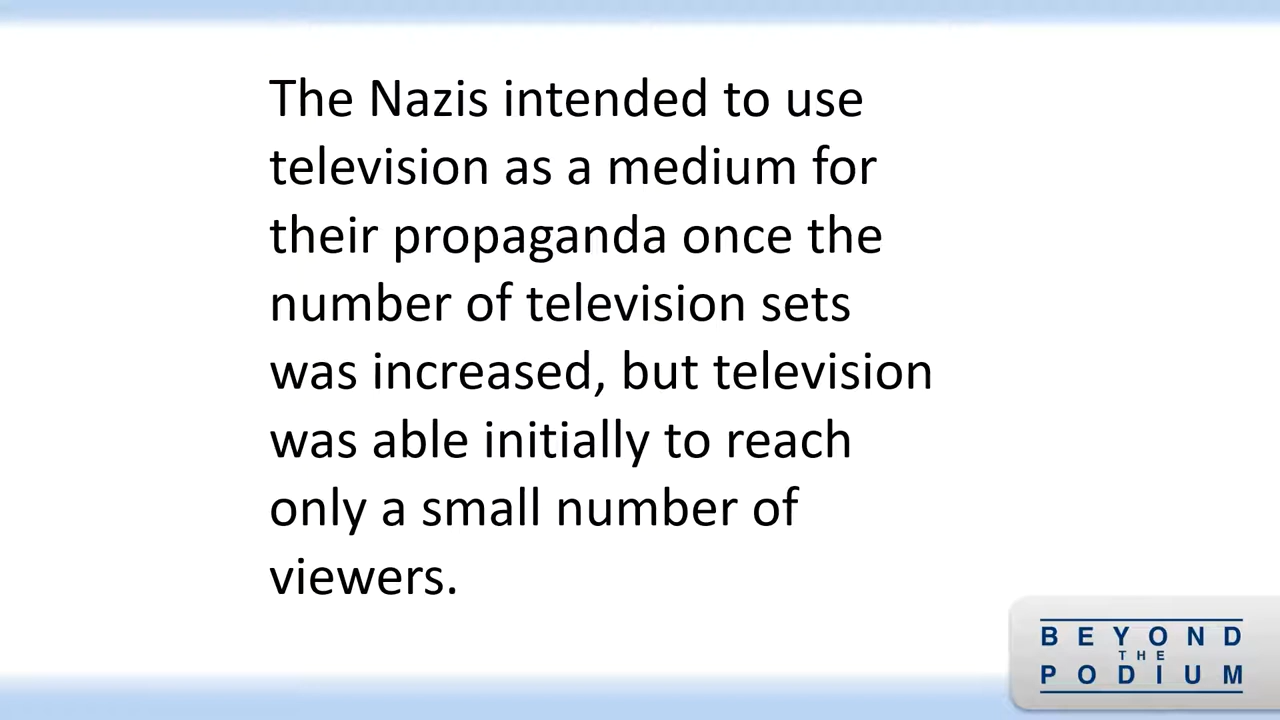 The Nazis intended to use
television as a medium for
their propaganda once the
number of television sets
was increased, but television
was able initially to reach
only a small number of
viewers.
BEYOND
THE
PODIUM